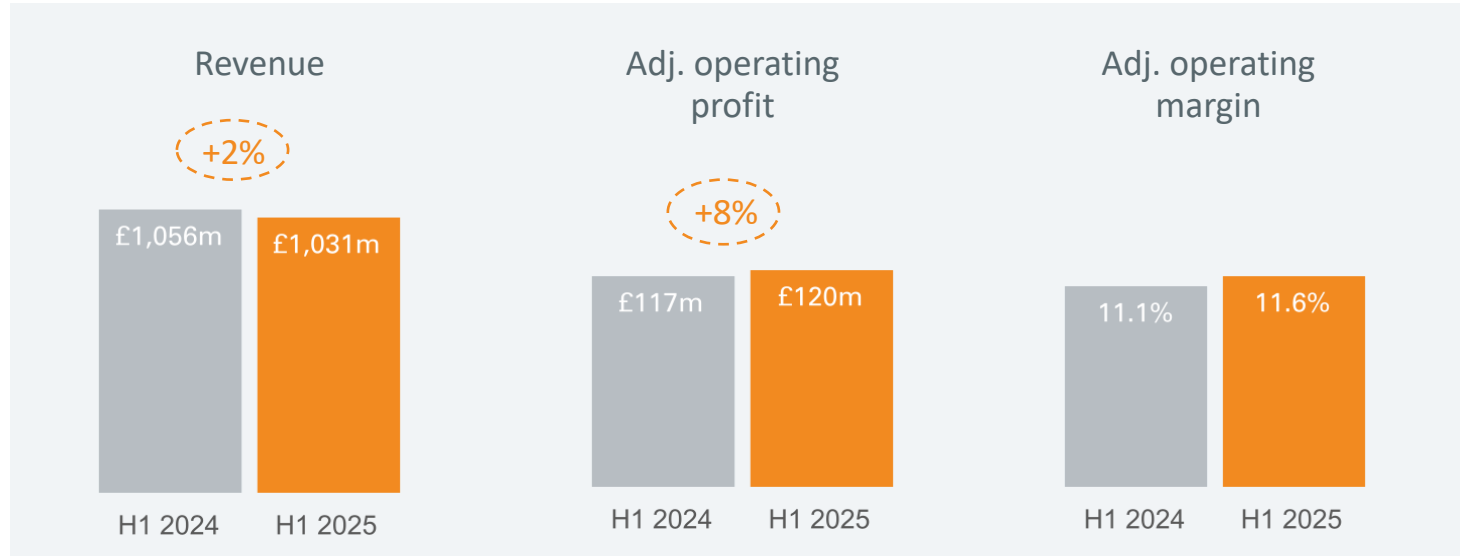 Revenue
+2%
£1,056m
£1,031m
H1 2024
H1 2025
Adj. operating
profit
+8%
£117m
£120m
H1 2024
H1 2025
Adj. operating
margin
11.1%
11.6%
H1 2024
H1 2025